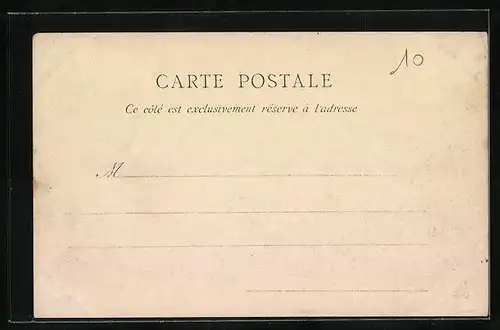 10
CARTE POSTALE
Ce côté est exclusivement réservé à l'adresse
M